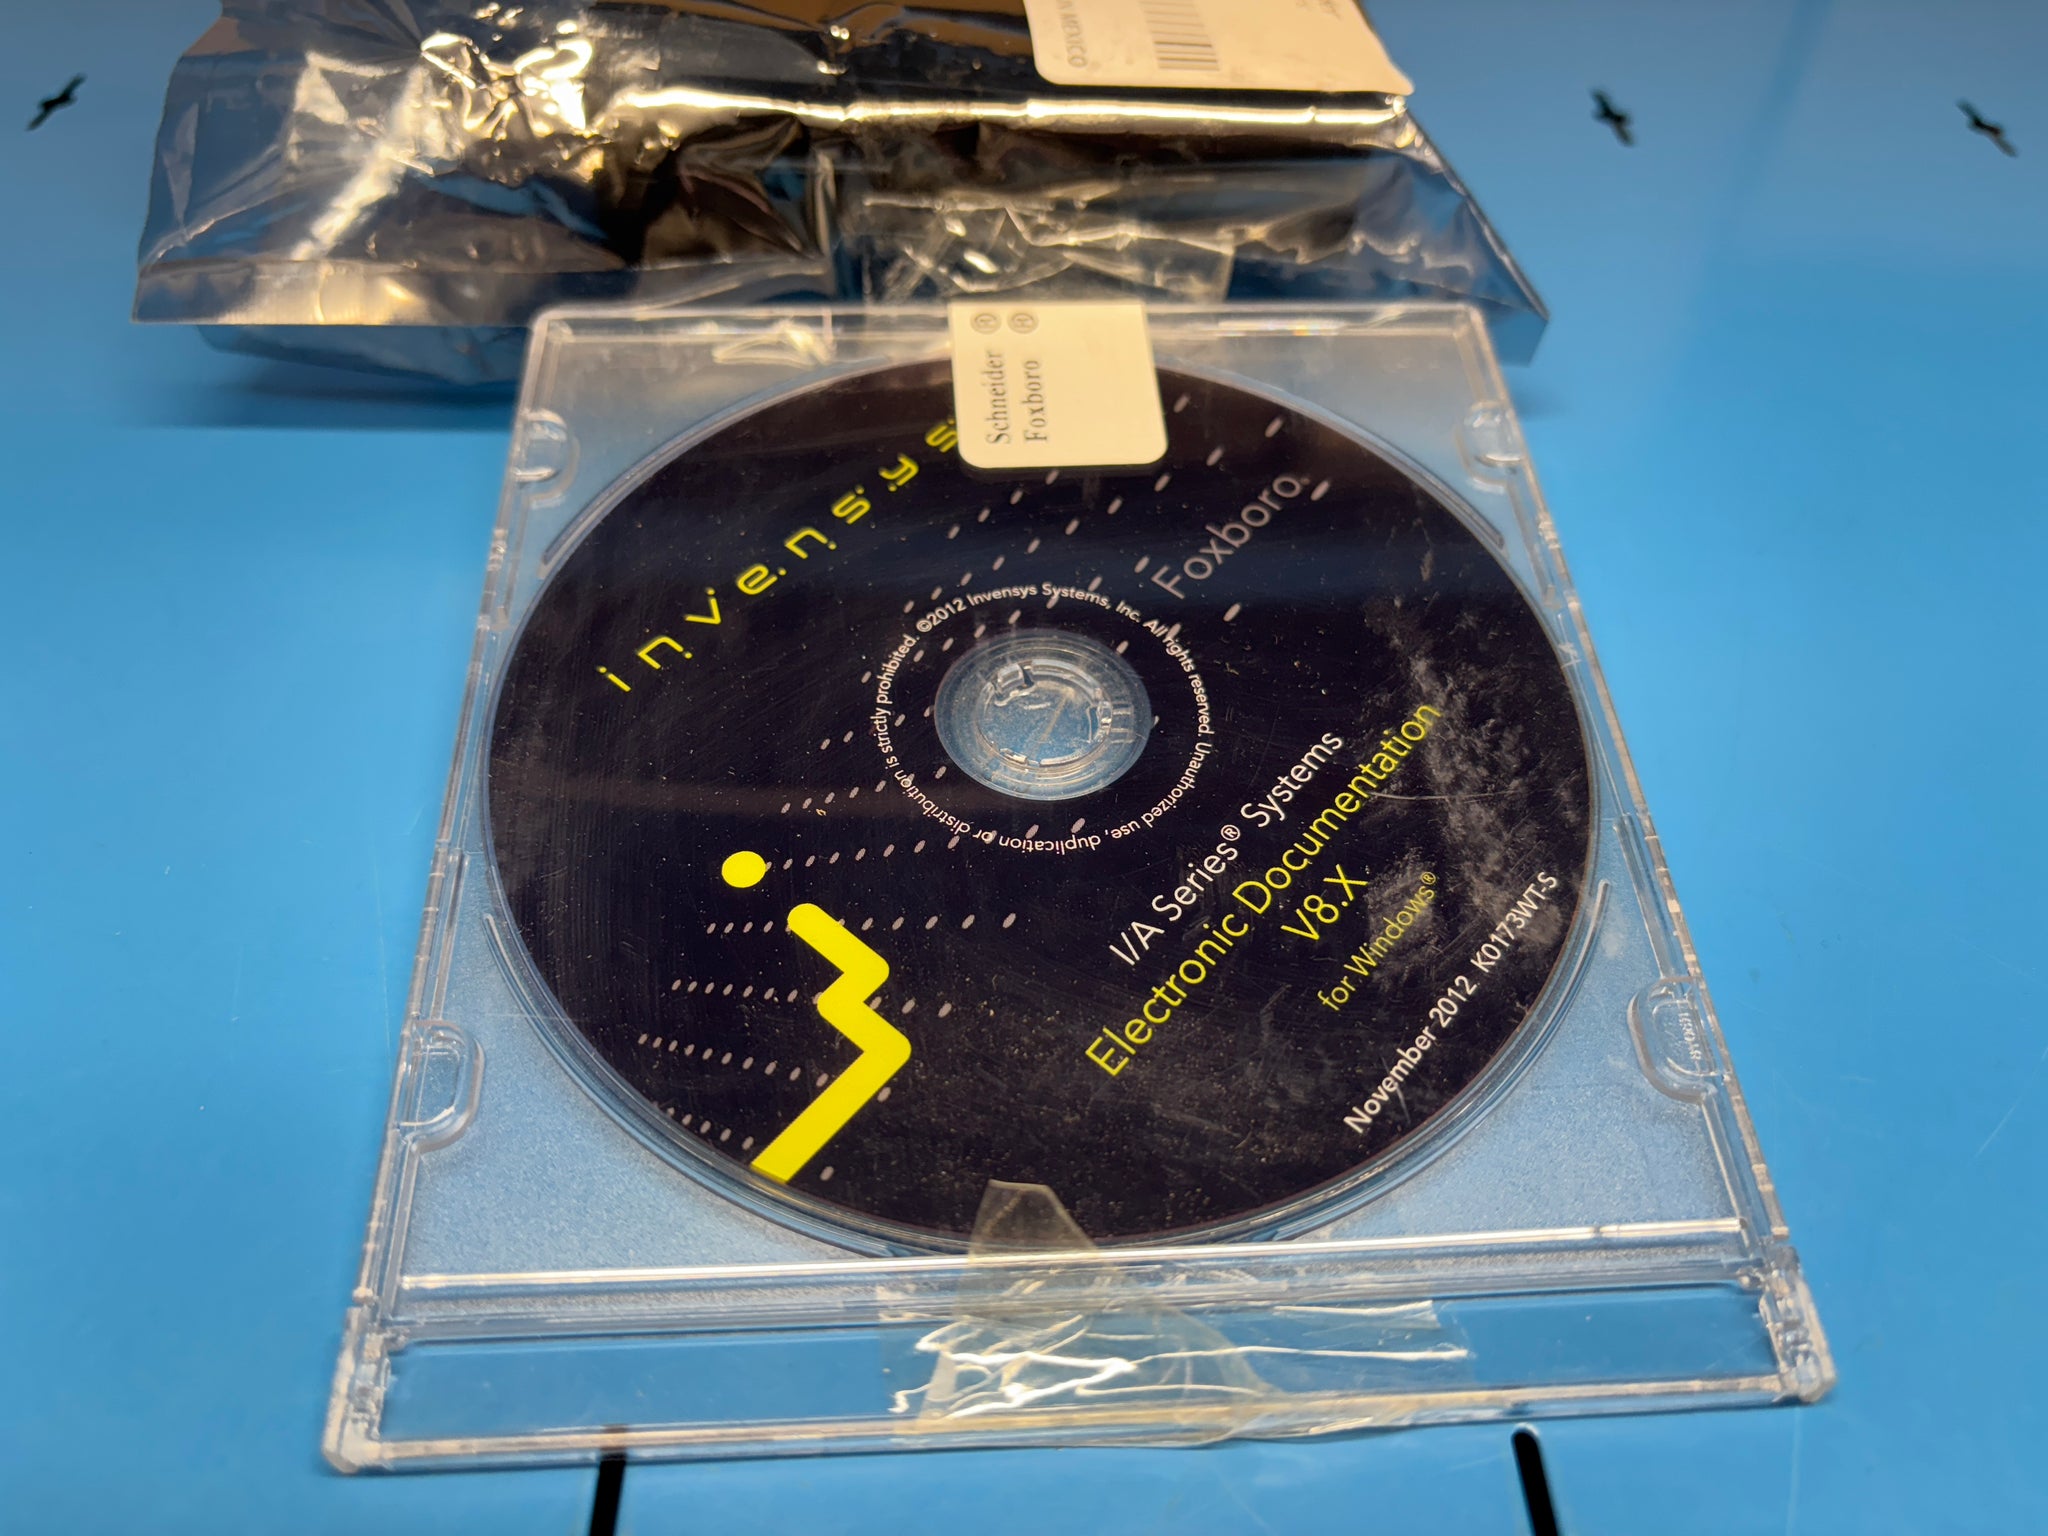 A MEXICO
Schneider ®
Foxboro ®
invensys
Foxboro.
©2012 Invensys Systems, Inc. All rights reserved. Unauthorized use, duplication or distribution is strictly prohibited.
I/A Series® Systems
Electronic Documentation
V8.X
for Windows®
November 2012 K0173WT-S